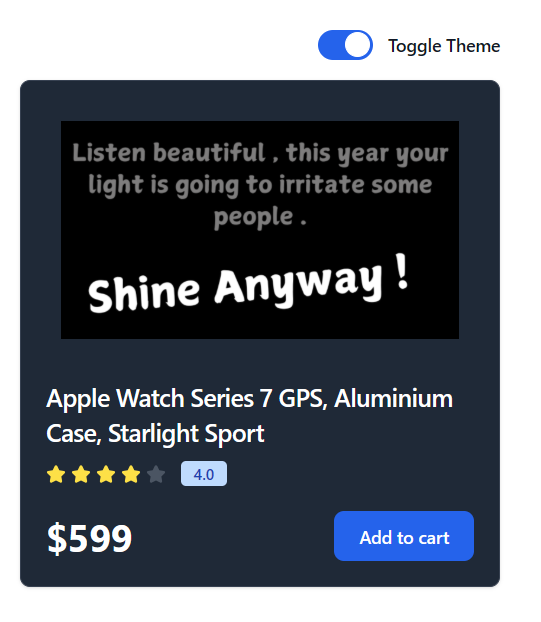 Toggle Theme
Listen beautiful , this year your
light is going to irritate some
people .
Shine Anyway !
Apple Watch Series 7 GPS, Aluminium
Case, Starlight Sport
4.0
$599
Add to cart